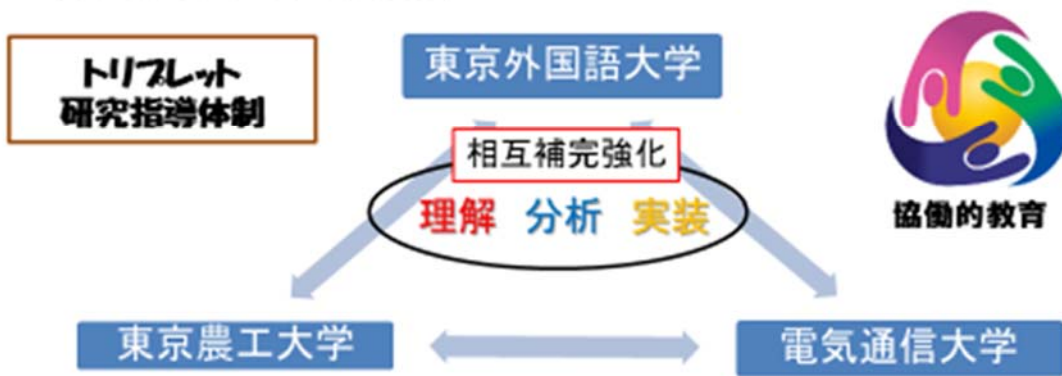 トリプレット
研究指導体制
東京外国語大学
相互補完強化
理解 分析 実装
協働的教育
東京農工大学
電気通信大学